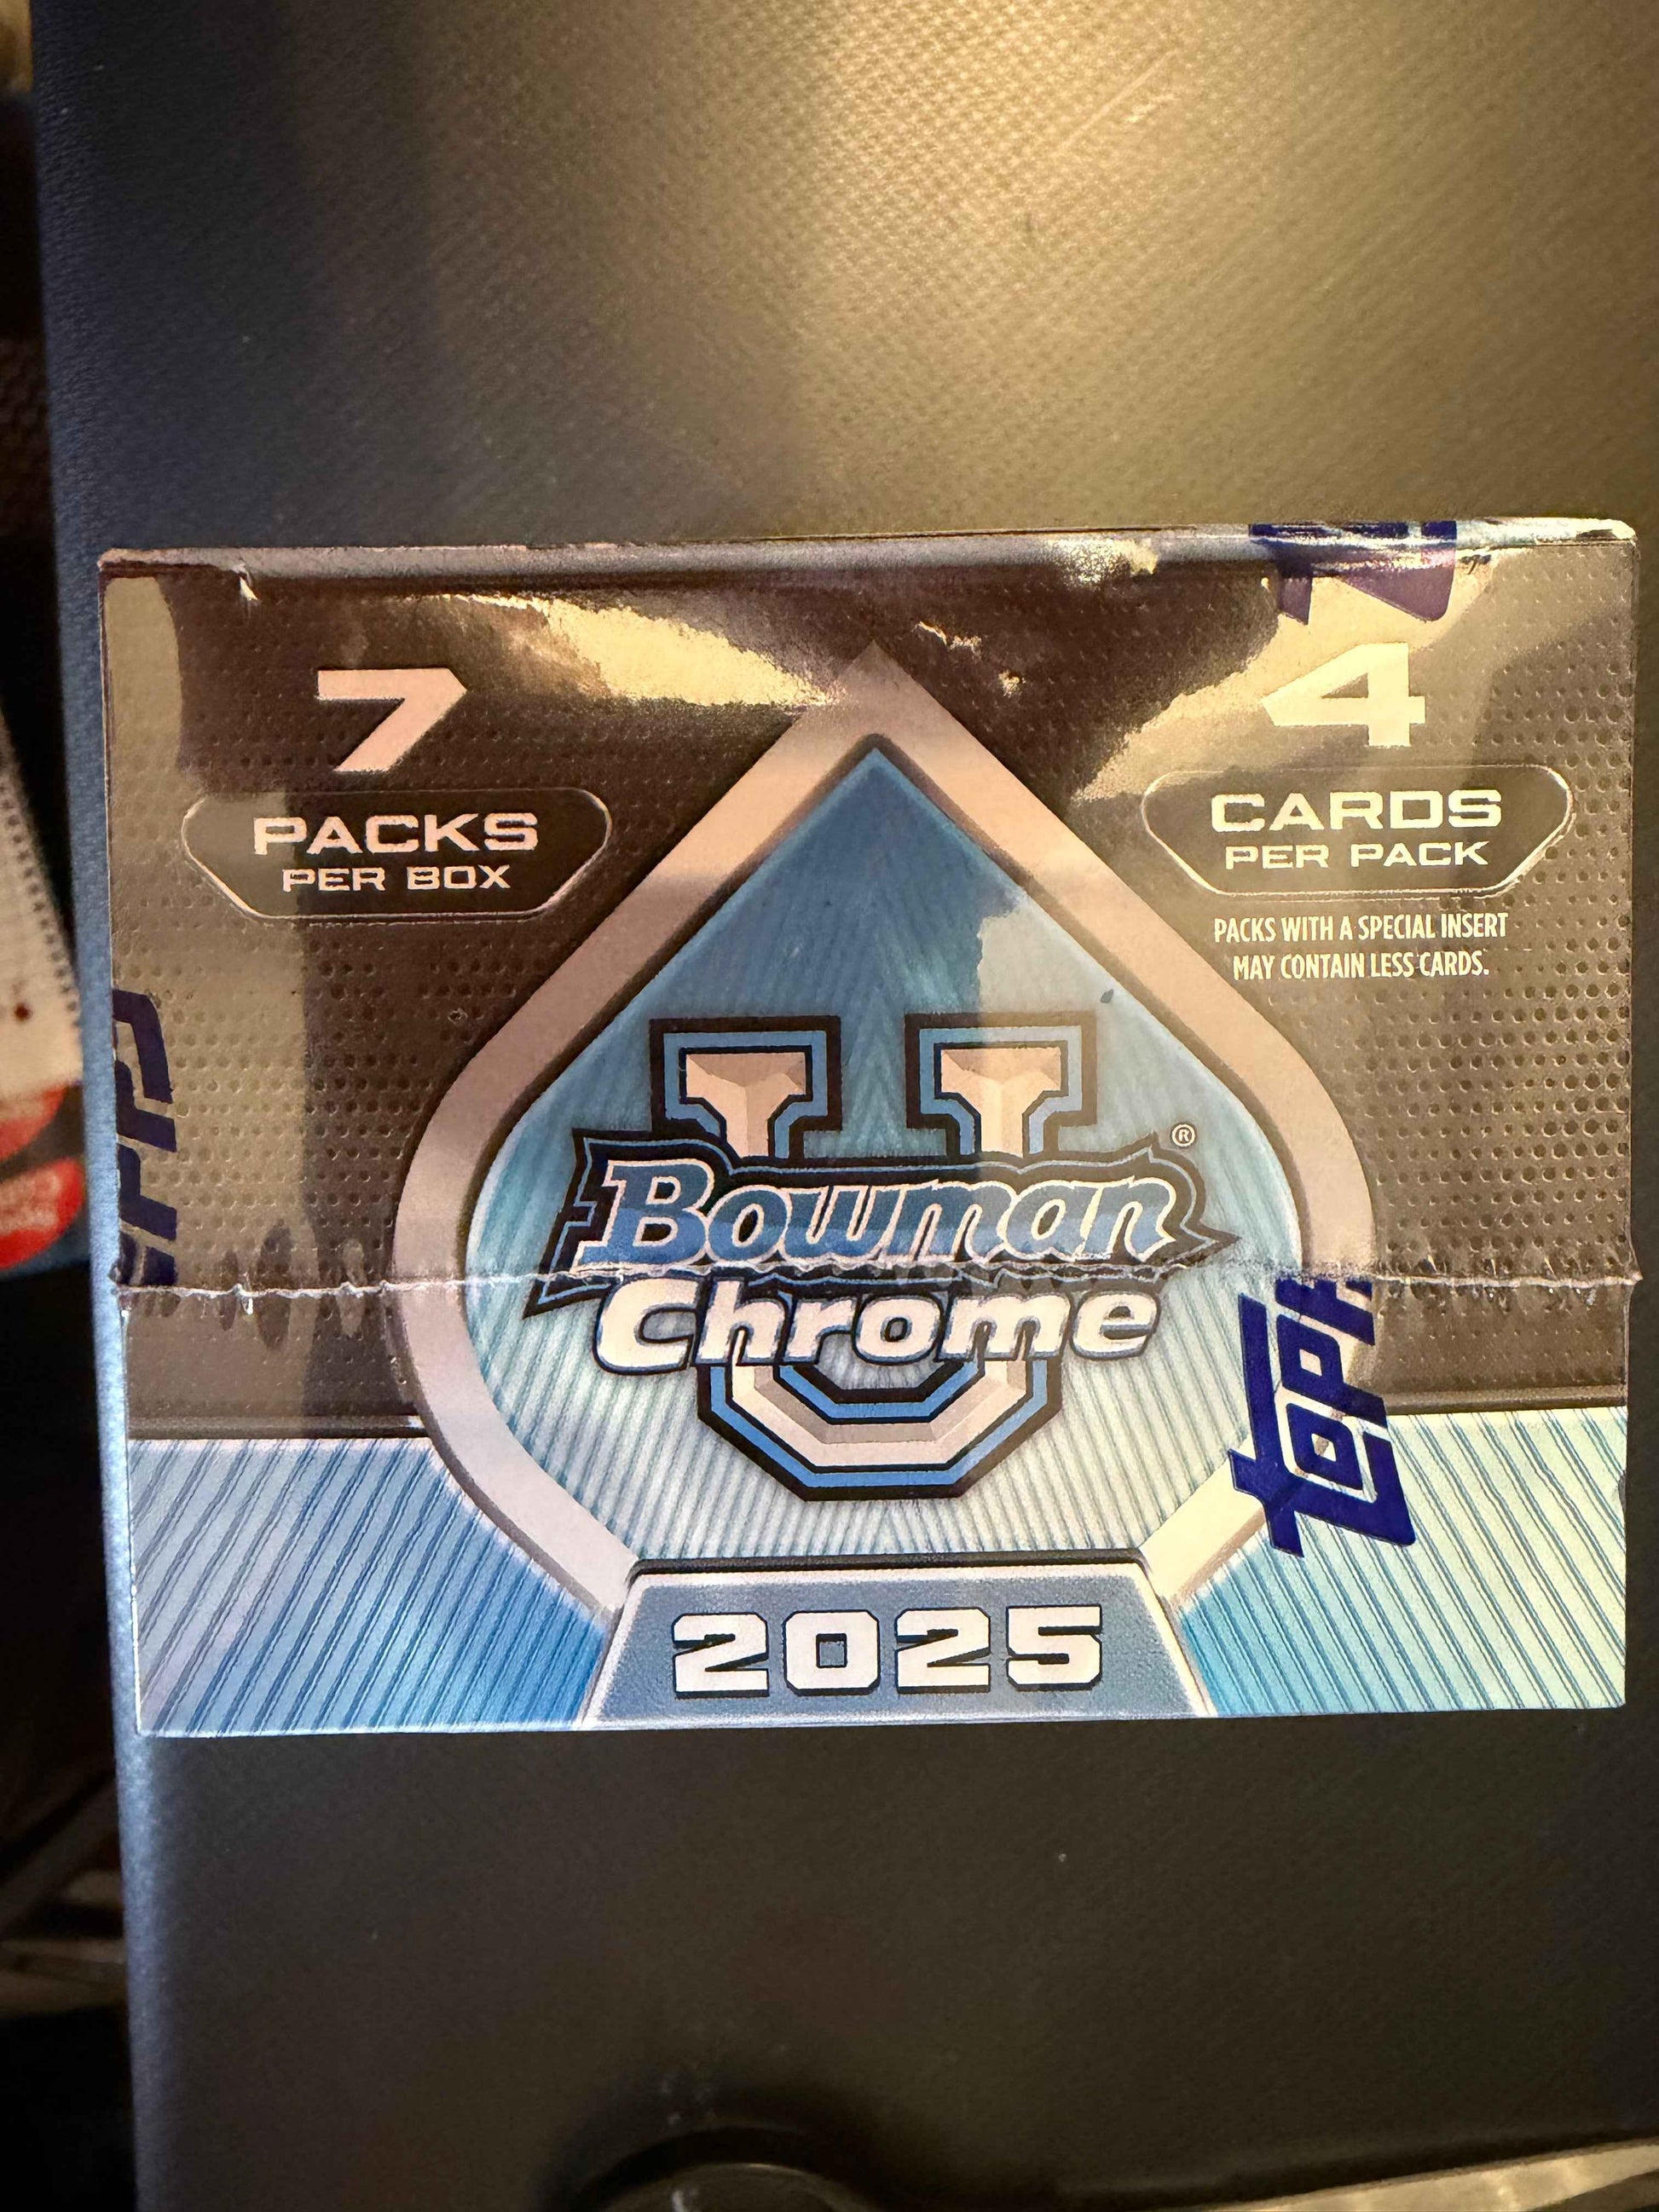 7
PACKS
PER BOX
4
CARDS
PER PACK
PACKS WITH A SPECIAL INSERT
MAY CONTAIN LESS CARDS.
U
Bowman ®
Chrome
topp
2025